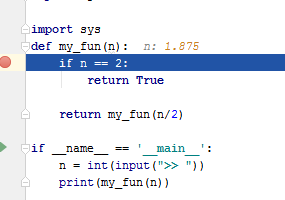 import sys
def my_fun(n):  n: 1.875
    if n == 2:
        return True

    return my_fun(n/2)

if __name__ == '__main__':
    n = int(input(">> "))
    print(my_fun(n))